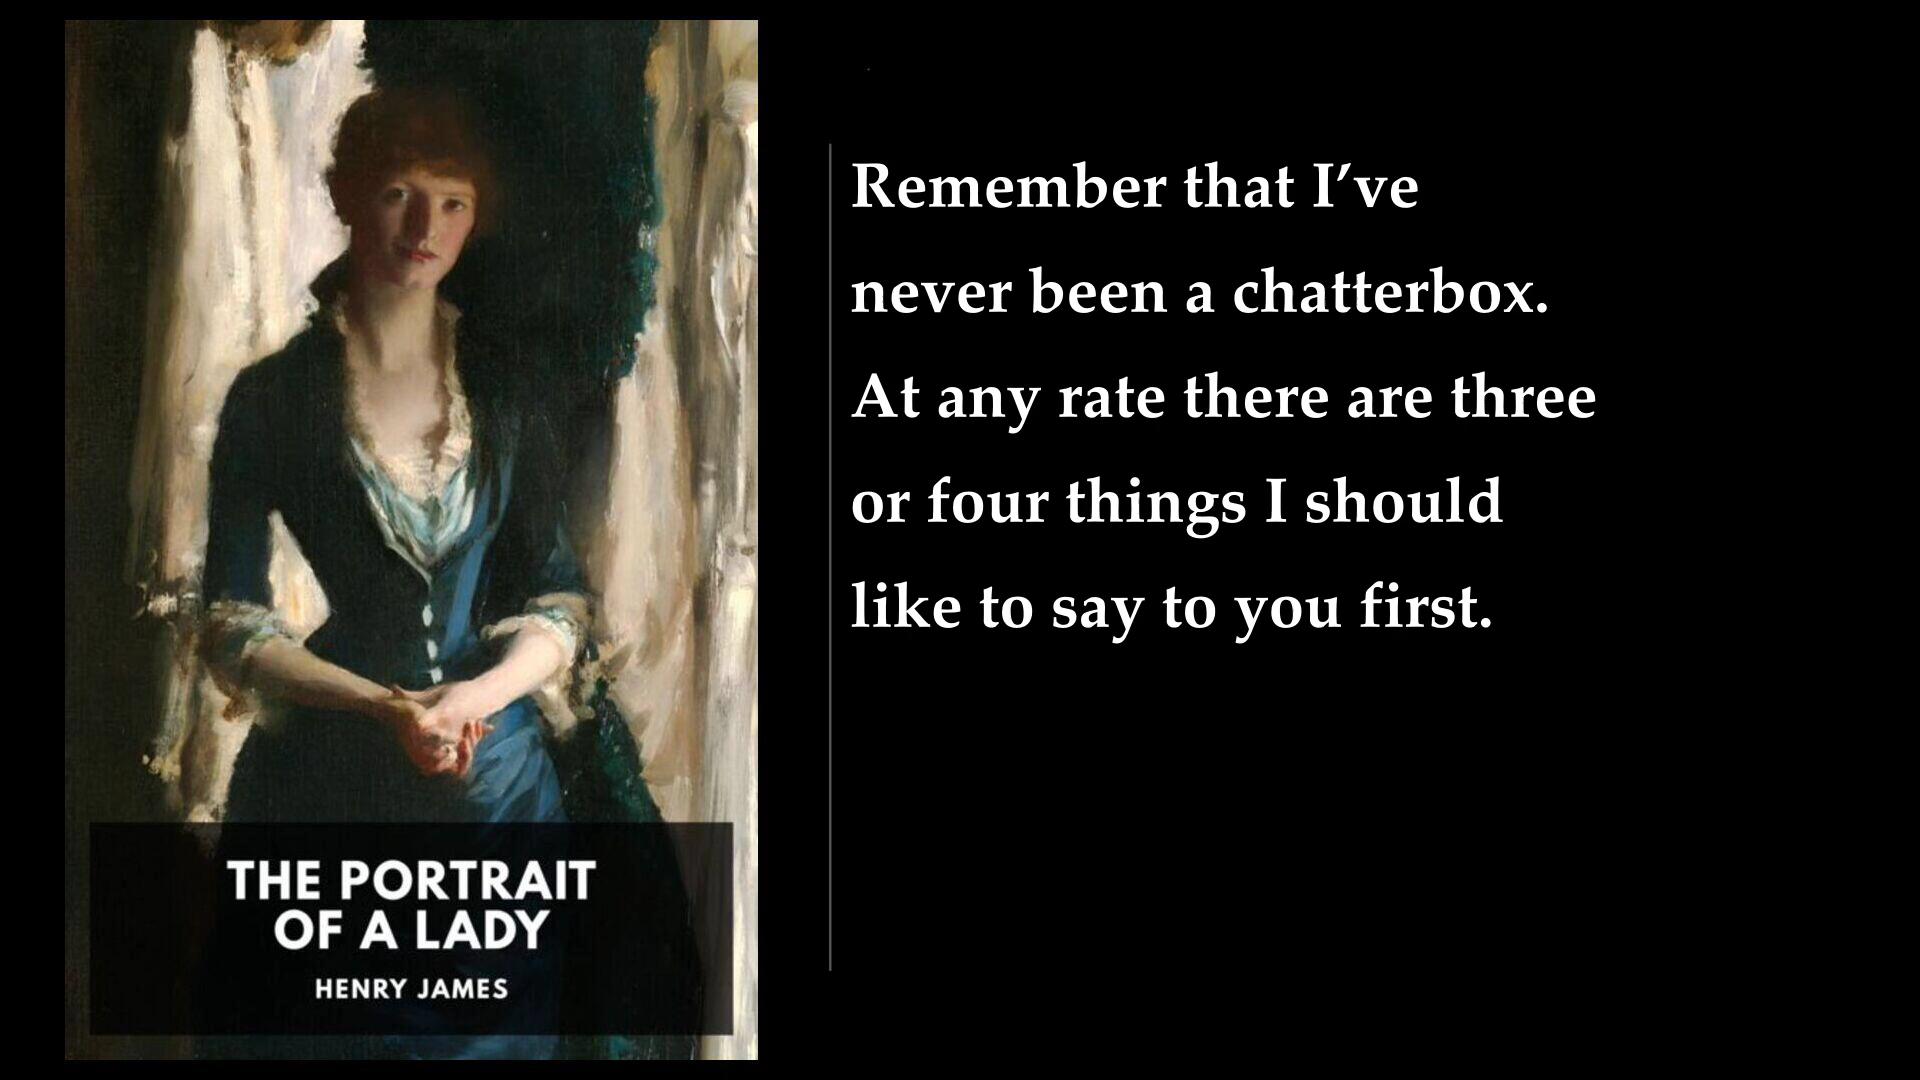 THE PORTRAIT
OF A LADY
HENRY JAMES
Remember that I’ve
never been a chatterbox.
At any rate there are three
or four things I should
like to say to you first.